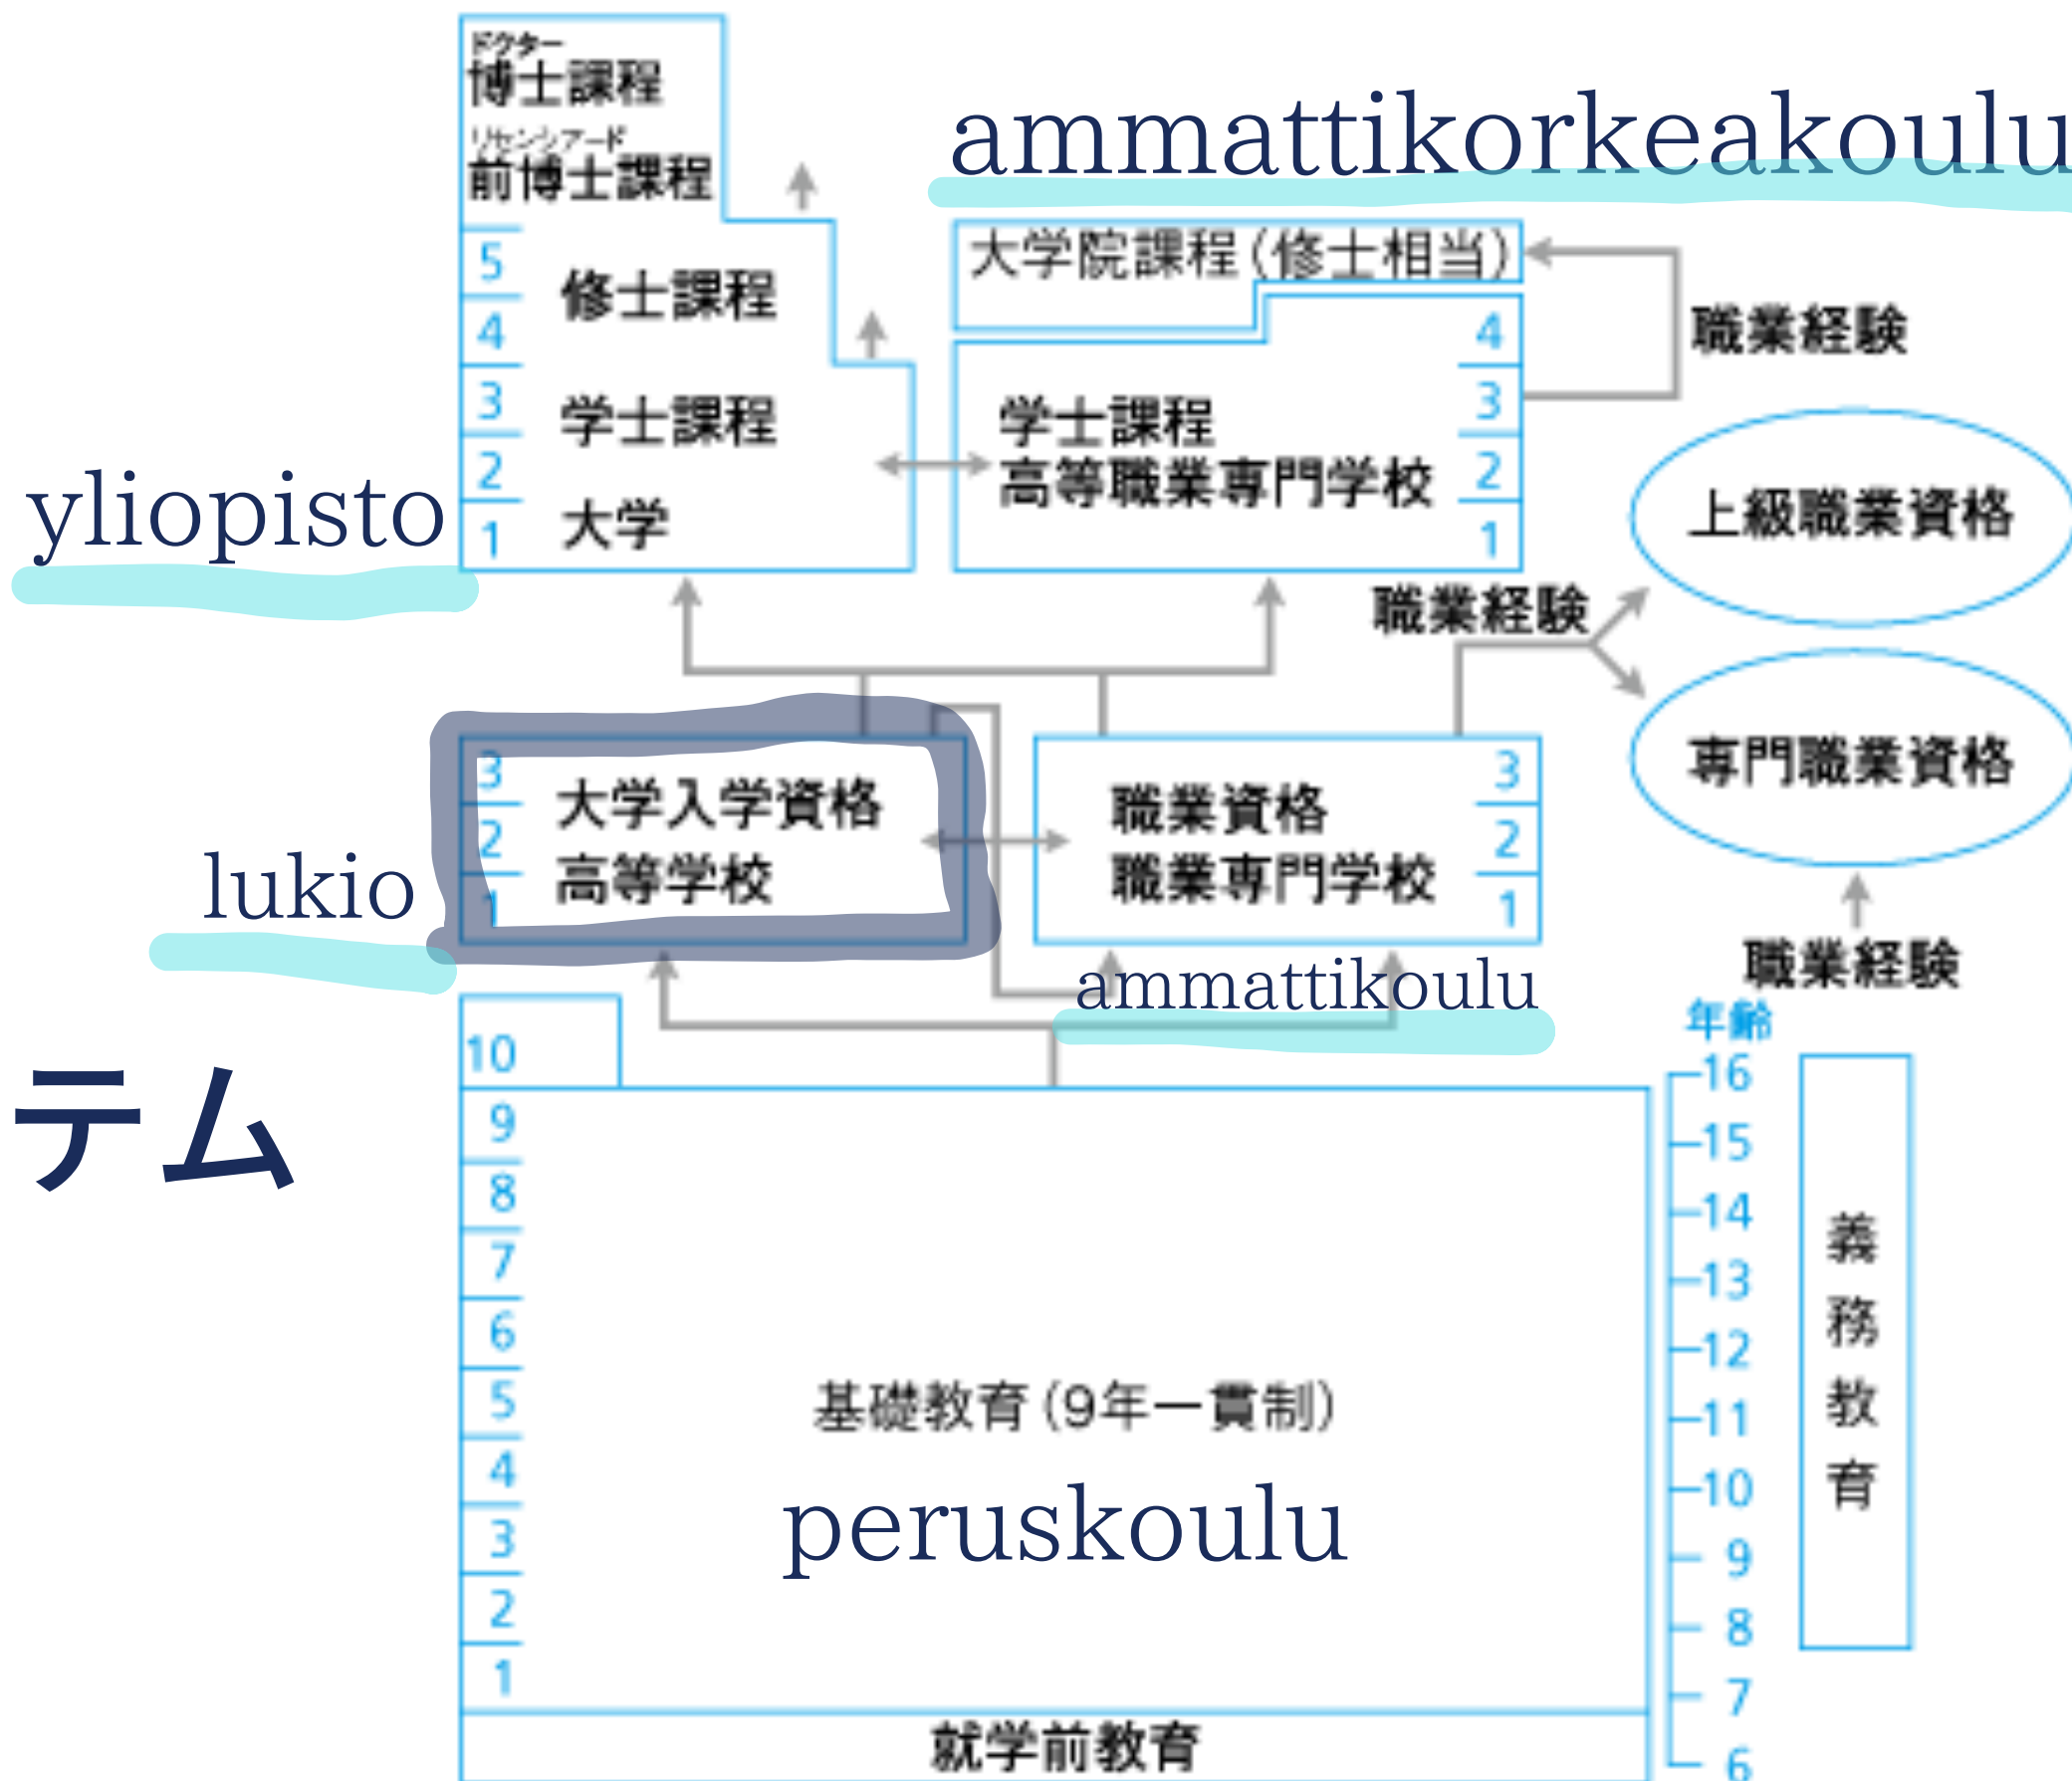 ドクター
博士課程
リセンシアード
前博士課程
ammattikorkeakoulu
大学院課程(修士相当)
5
4
3
2
1
修士課程
学士課程
大学
学士課程
高等職業専門学校
4
3
2
1
職業経験
yliopisto
上級職業資格
職業経験
専門職業資格
職業経験
lukio
3
2
1
大学入学資格
高等学校
職業資格
職業専門学校
3
2
1
ammattikoulu
テム
10
9
8
7
6
5
4
3
2
1
基礎教育(9年一貫制)
peruskoulu
就学前教育
年齢
16
15
14
13
12
11
10
9
8
7
6
義務教育